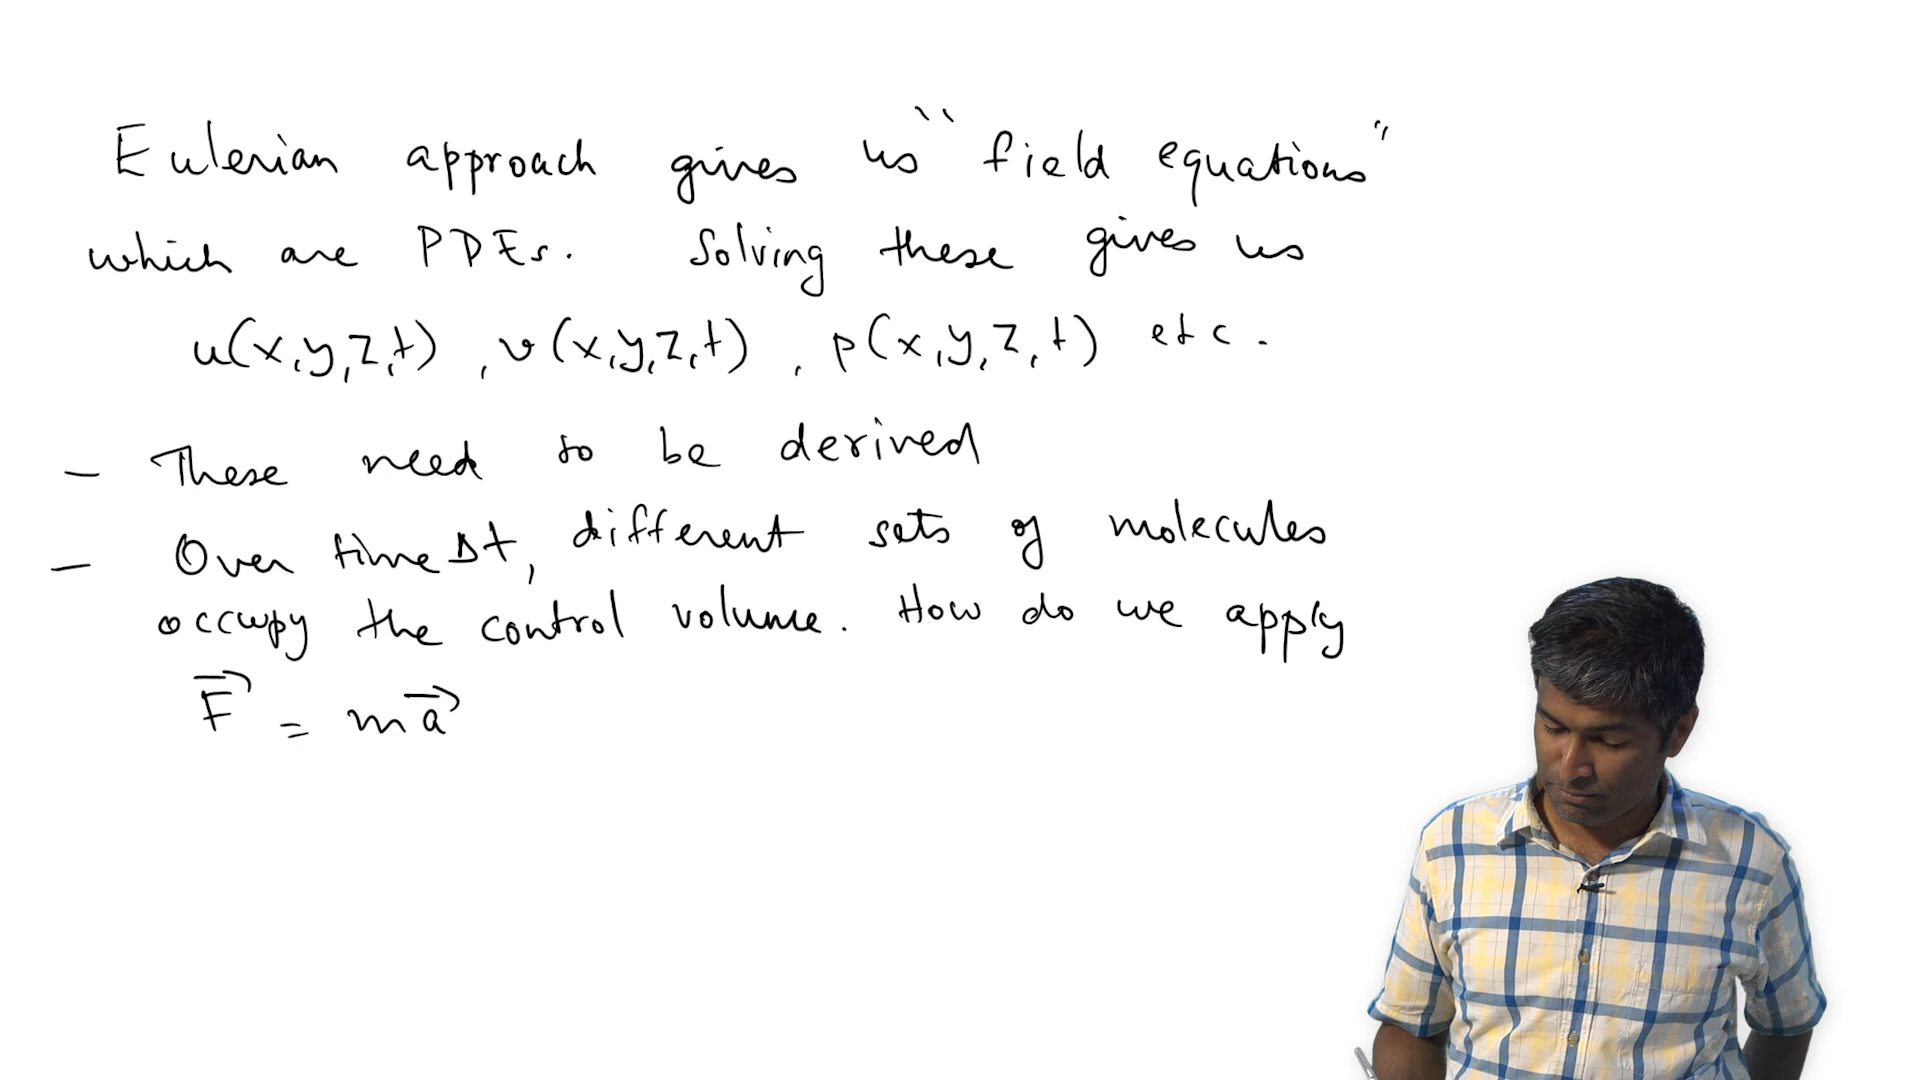 Eulerian approach gives us "field equations"
which are PDEs. Solving these gives us
u(x,y,z,t), v(x,y,z,t), p(x,y,z,t) etc.
- These need to be derived
- Over time Δt, different sets of molecules
occupy the control volume. How do we apply
F⃗ = ma⃗